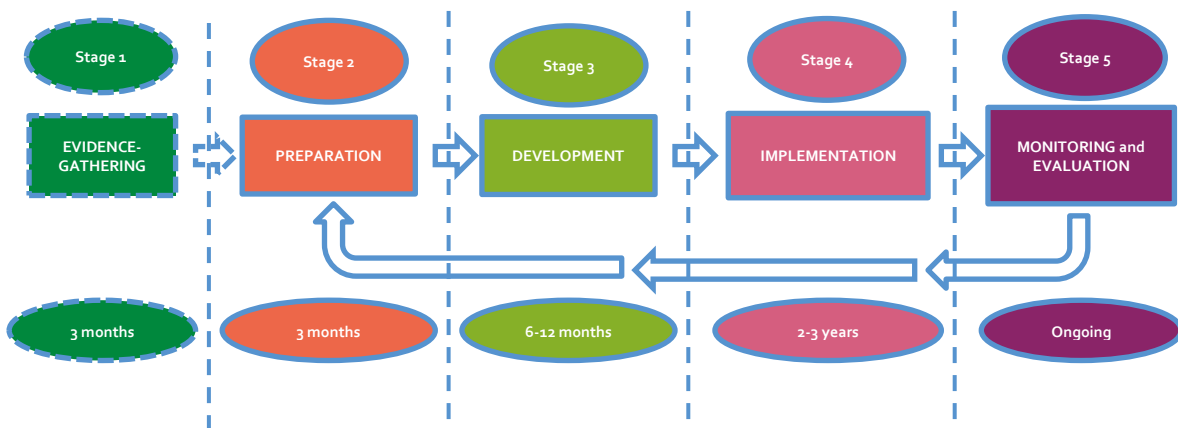 Stage 1
Stage 2
Stage 3
Stage 4
Stage 5
EVIDENCE-
GATHERING
PREPARATION
DEVELOPMENT
IMPLEMENTATION
MONITORING and
EVALUATION
3 months
3 months
6-12 months
2-3 years
Ongoing